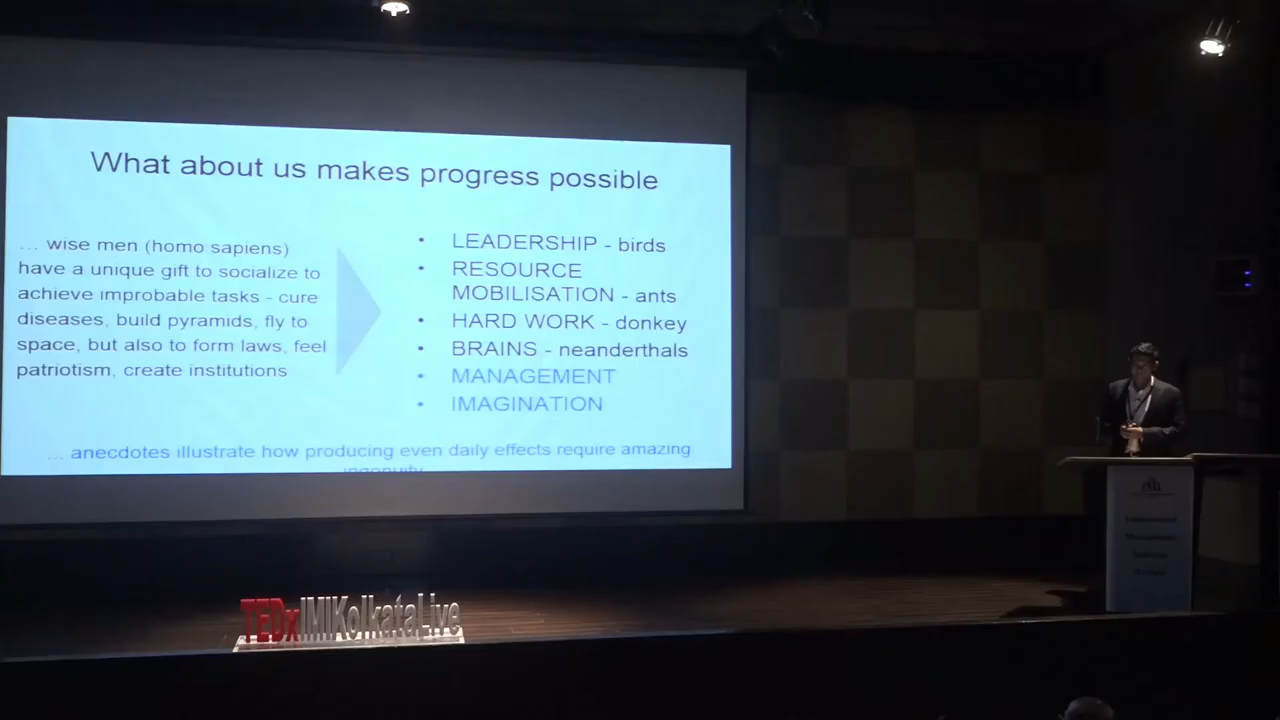 What about us makes progress possible
... wise men (homo sapiens)
have a unique gift to socialize to
achieve improbable tasks - cure
diseases, build pyramids, fly to
space, but also to form laws, feel
patriotism, create institutions
• LEADERSHIP - birds
• RESOURCE
MOBILISATION - ants
• HARD WORK - donkey
• BRAINS - neanderthals
• MANAGEMENT
• IMAGINATION
... anecdotes illustrate how producing even daily effects require amazing
ingenuity
TEDxIMIKolkataLive